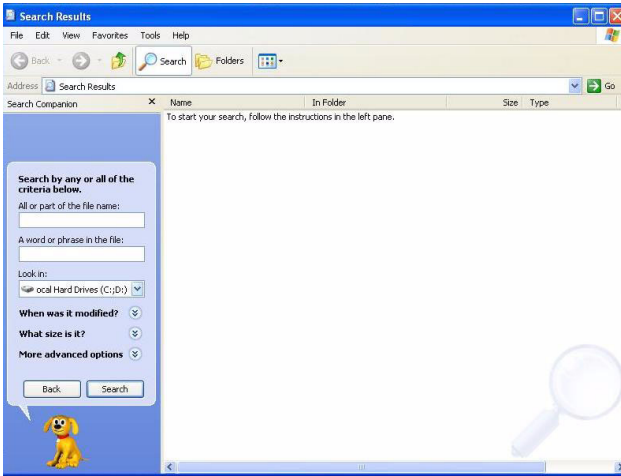 Search Results
File Edit View Favorites Tools Help
Back Search Folders
Address Search Results Go
Search Companion Name In Folder Size Type
To start your search, follow the instructions in the left pane.
Search by any or all of the
criteria below.
All or part of the file name:
A word or phrase in the file:
Look in:
ocal Hard Drives (C:;D:)
When was it modified?
What size is it?
More advanced options
Back Search